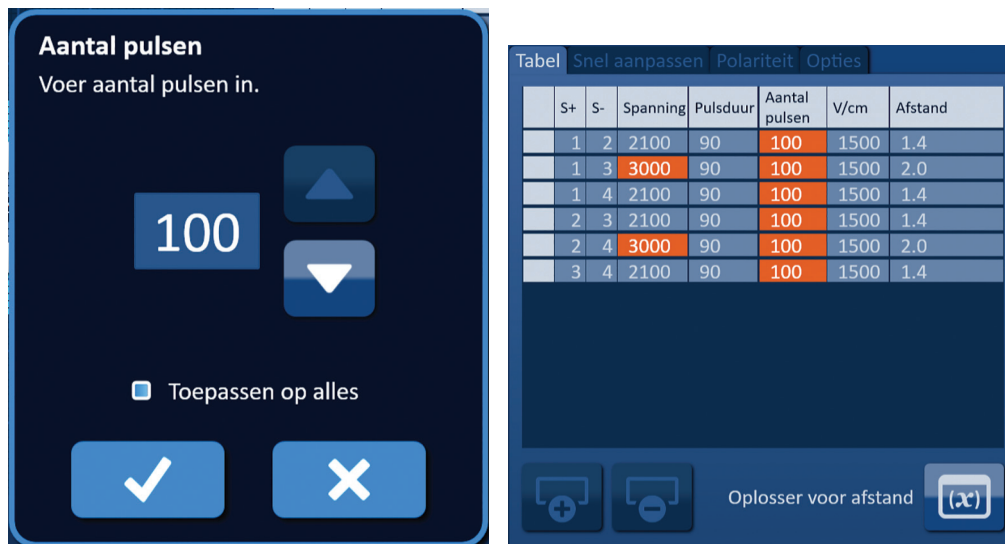 Aantal pulsen
Voer aantal pulsen in.
100
Toepassen op alles
Tabel Snel aanpassen Polariteit Opties
S+ S- Spanning Pulsduur Aantal pulsen V/cm Afstand
1 2 2100 90 100 1500 1.4
1 3 3000 90 100 1500 2.0
1 4 2100 90 100 1500 1.4
2 3 2100 90 100 1500 1.4
2 4 3000 90 100 1500 2.0
3 4 2100 90 100 1500 1.4
Oplosser voor afstand (x)